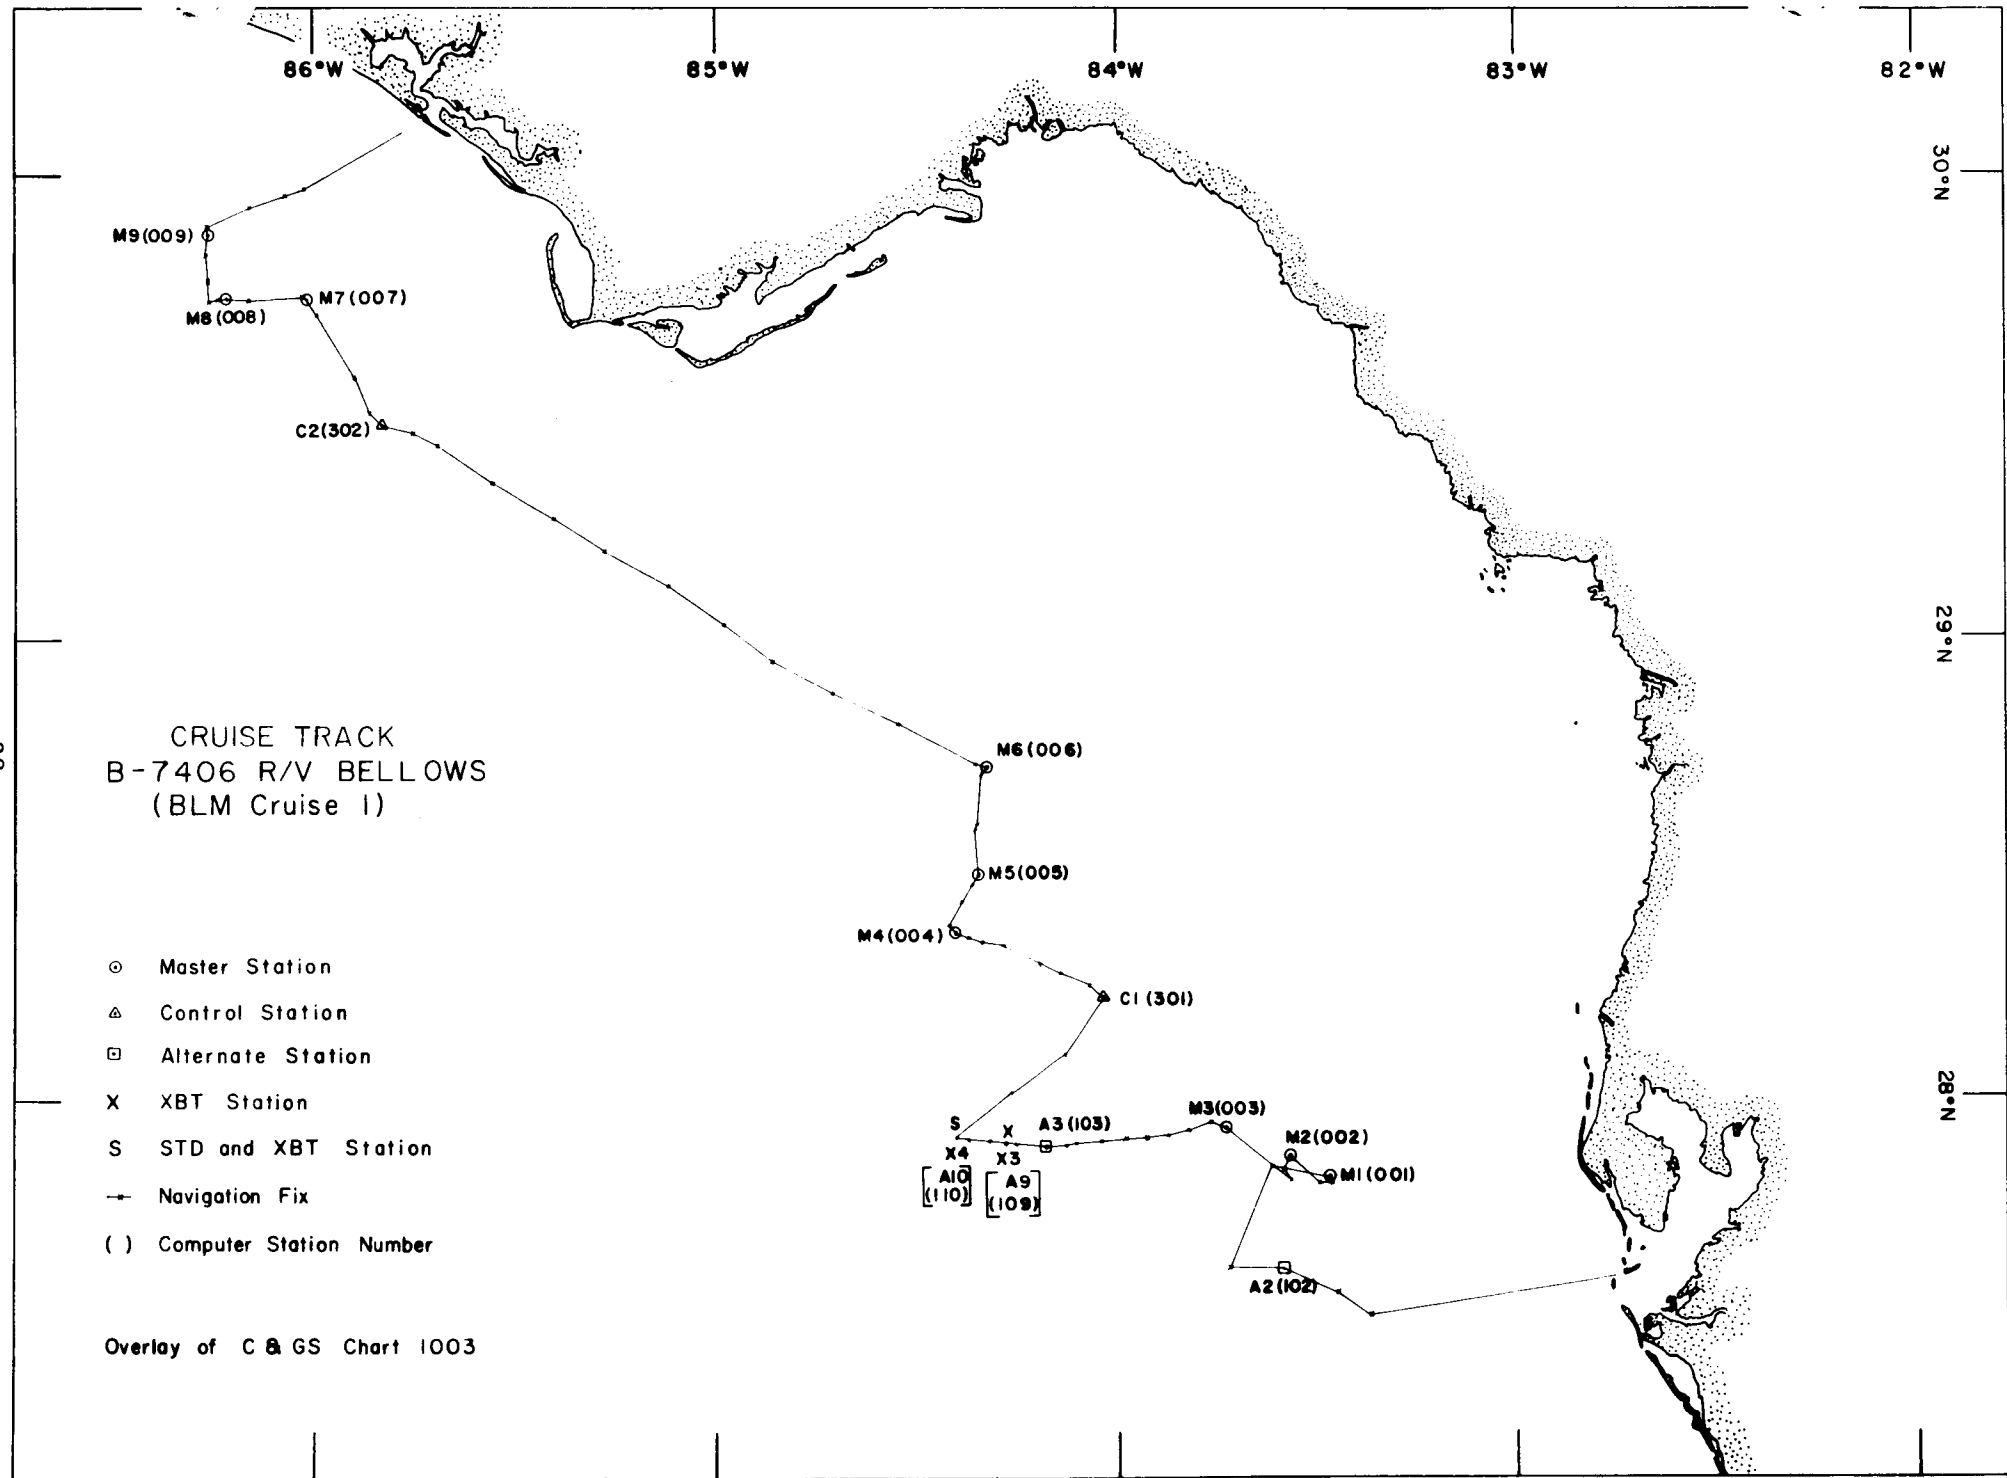 86°W
85°W
84°W
83°W
82°W
30°N
M9(009)
M7(007)
M8(008)
C2(302)
29°N
CRUISE TRACK
B-7406 R/V BELLOWS
(BLM Cruise 1)
M6(006)
M5(005)
M4(004)
C1(301)
28°N
Master Station
Control Station
Alternate Station
X XBT Station
S STD and XBT Station
Navigation Fix
( ) Computer Station Number
S
X
A3(103)
M3(003)
M2(002)
M1(001)
X4
X3
[A10
(110)]
[A9
(109)]
A2(102)
Overlay of C & GS Chart 1003